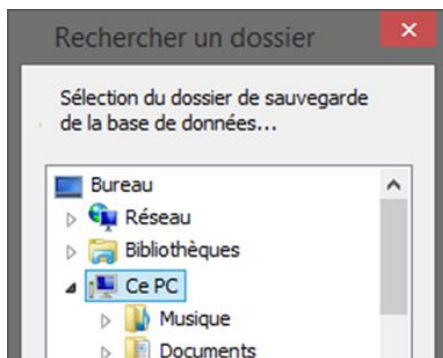 Rechercher un dossier
Sélection du dossier de sauvegarde
de la base de données...
Bureau
Réseau
Bibliothèques
Ce PC
Musique
Documents